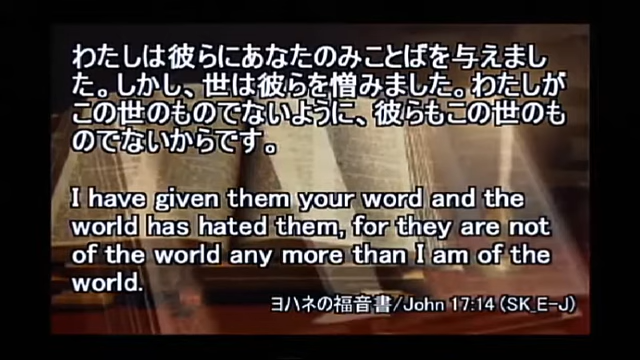 わたしは彼らにあなたのみことばを与えまし
た。しかし、世は彼らを憎みました。わたしが
この世のものでないように、彼らもこの世のも
のでないからです。
I have given them your word and the
world has hated them, for they are not
of the world any more than I am of the
world.
ヨハネの福音書/John 17:14 (SK_E-J)